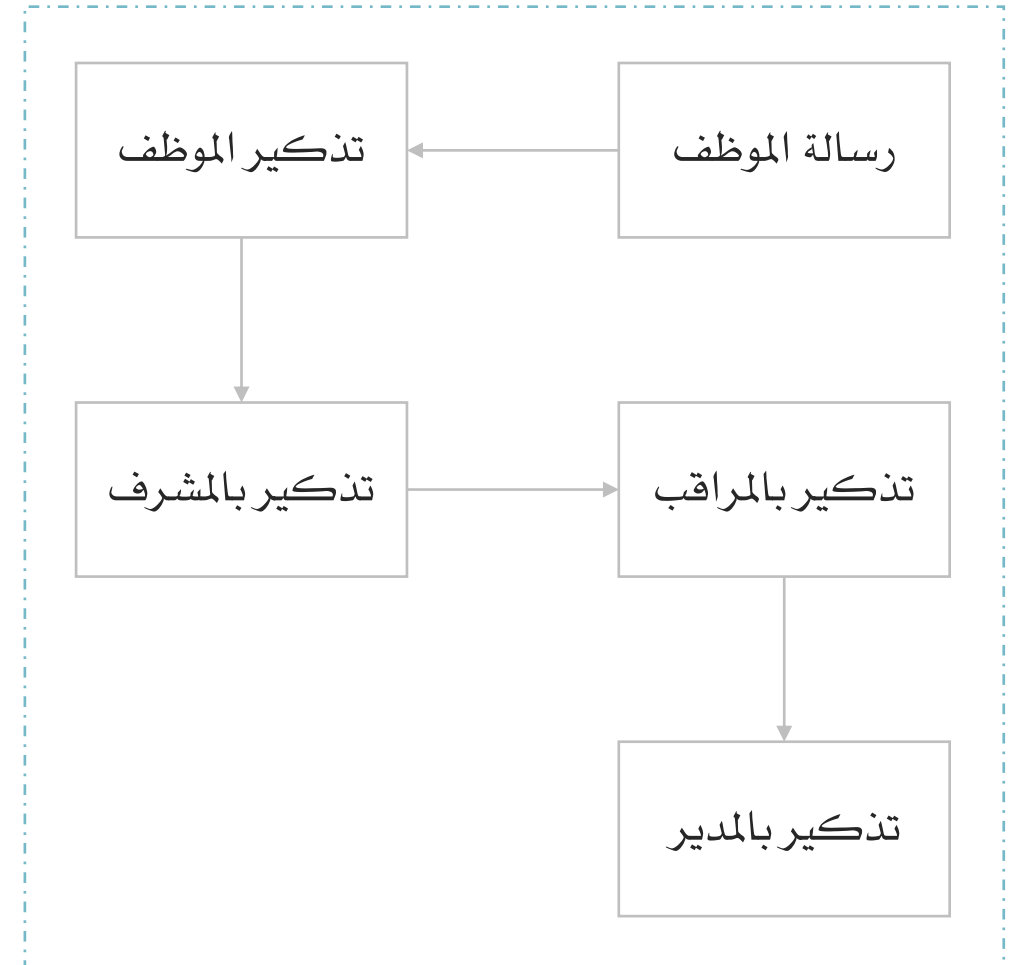 رسالة الموظف
تذكير الموظف
تذكير بالمشرف
تذكير بالمراقب
تذكير بالمدير